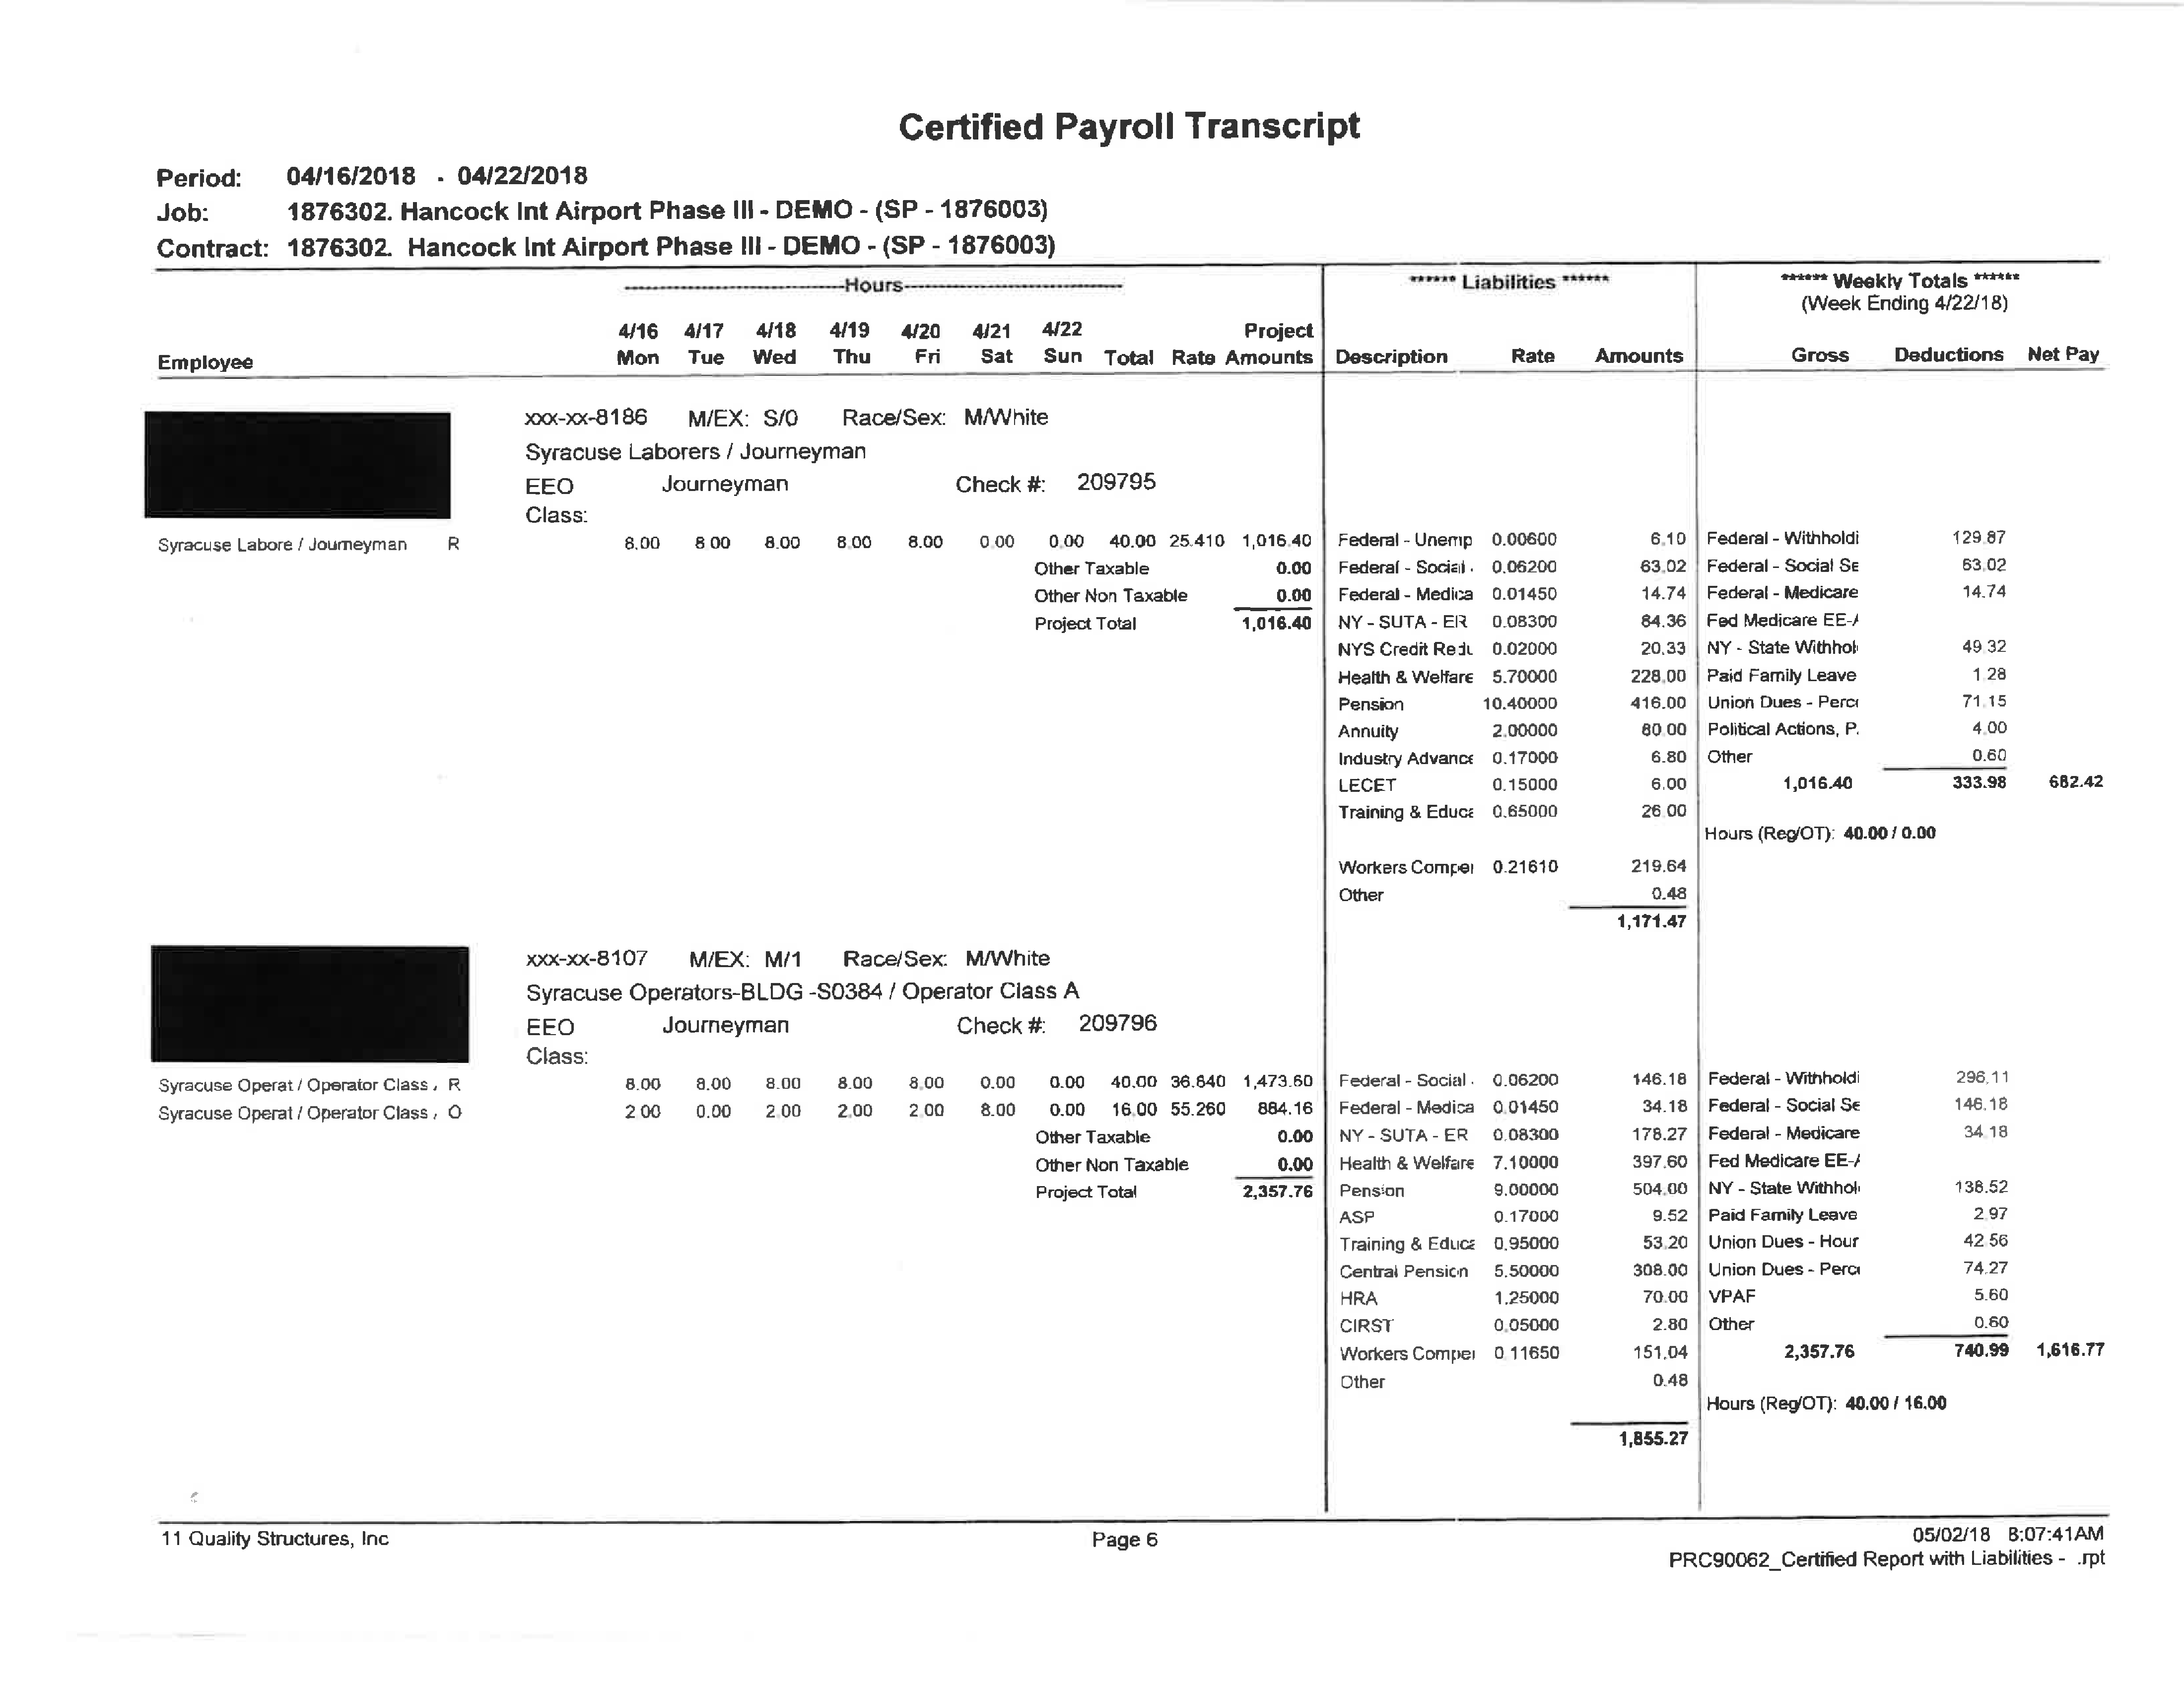 Certified Payroll Transcript
Period: 04/16/2018 - 04/22/2018
Job: 1876302. Hancock Int Airport Phase III - DEMO - (SP - 1876003)
Contract: 1876302. Hancock Int Airport Phase III - DEMO - (SP - 1876003)
-Hours- ****** Liabilities ****** ****** Weekly Totals ******
(Week Ending 4/22/18)
4/16 4/17 4/18 4/19 4/20 4/21 4/22 Project
Employee Mon Tue Wed Thu Fri Sat Sun Total Rate Amounts Description Rate Amounts Gross Deductions Net Pay
xxx-xx-8186 M/EX: S/0 Race/Sex: M/White
Syracuse Laborers / Journeyman
EEO Journeyman Check #: 209795
Class:
Syracuse Labore / Journeyman R 8.00 8.00 8.00 8.00 8.00 0.00 0.00 40.00 25.410 1,016.40 Federal - Unemp 0.00600 6.10 Federal - Withholdi 129.87
Other Taxable 0.00 Federal - Social 0.06200 63.02 Federal - Social Se 63.02
Other Non Taxable 0.00 Federal - Medica 0.01450 14.74 Federal - Medicare 14.74
Project Total 1,016.40 NY - SUTA - ER 0.08300 84.36 Fed Medicare EE-A
NYS Credit Redu 0.02000 20.33 NY - State Withhol 49.32
Health & Welfare 5.70000 228.00 Paid Family Leave 1.28
Pension 10.40000 416.00 Union Dues - Perce 71.15
Annuity 2.00000 80.00 Political Actions, P. 4.00
Industry Advance 0.17000 6.80 Other 0.60
LECET 0.15000 6.00 1,016.40 333.98 682.42
Training & Educa 0.65000 26.00
Hours (Reg/OT): 40.00 / 0.00
Workers Compe 0.21610 219.64
Other 0.48
1,171.47
xxx-xx-8107 M/EX: M/1 Race/Sex: M/White
Syracuse Operators-BLDG -S0384 / Operator Class A
EEO Journeyman Check #: 209796
Class:
Syracuse Operat / Operator Class , R 8.00 8.00 8.00 8.00 8.00 0.00 0.00 40.00 36.840 1,473.60 Federal - Social 0.06200 146.18 Federal - Withholdi 296.11
Syracuse Operat / Operator Class , O 2.00 0.00 2.00 2.00 2.00 8.00 0.00 16.00 55.260 884.16 Federal - Medica 0.01450 34.18 Federal - Social Se 146.18
Other Taxable 0.00 NY - SUTA - ER 0.08300 178.27 Federal - Medicare 34.18
Other Non Taxable 0.00 Health & Welfare 7.10000 397.60 Fed Medicare EE-A
Project Total 2,357.76 Pension 9.00000 504.00 NY - State Withhol 138.52
ASP 0.17000 9.52 Paid Family Leave 2.97
Training & Educa 0.95000 53.20 Union Dues - Hour 42.56
Central Pension 5.50000 308.00 Union Dues - Perce 74.27
HRA 1.25000 70.00 VPAF 5.60
CIRST 0.05000 2.80 Other 0.60
Workers Compe 0.11650 151.04 2,357.76 740.99 1,616.77
Other 0.48
Hours (Reg/OT): 40.00 / 16.00
1,855.27
11 Quality Structures, Inc Page 6 05/02/18 8:07:41AM
PRC90062_Certified Report with Liabilities - .rpt